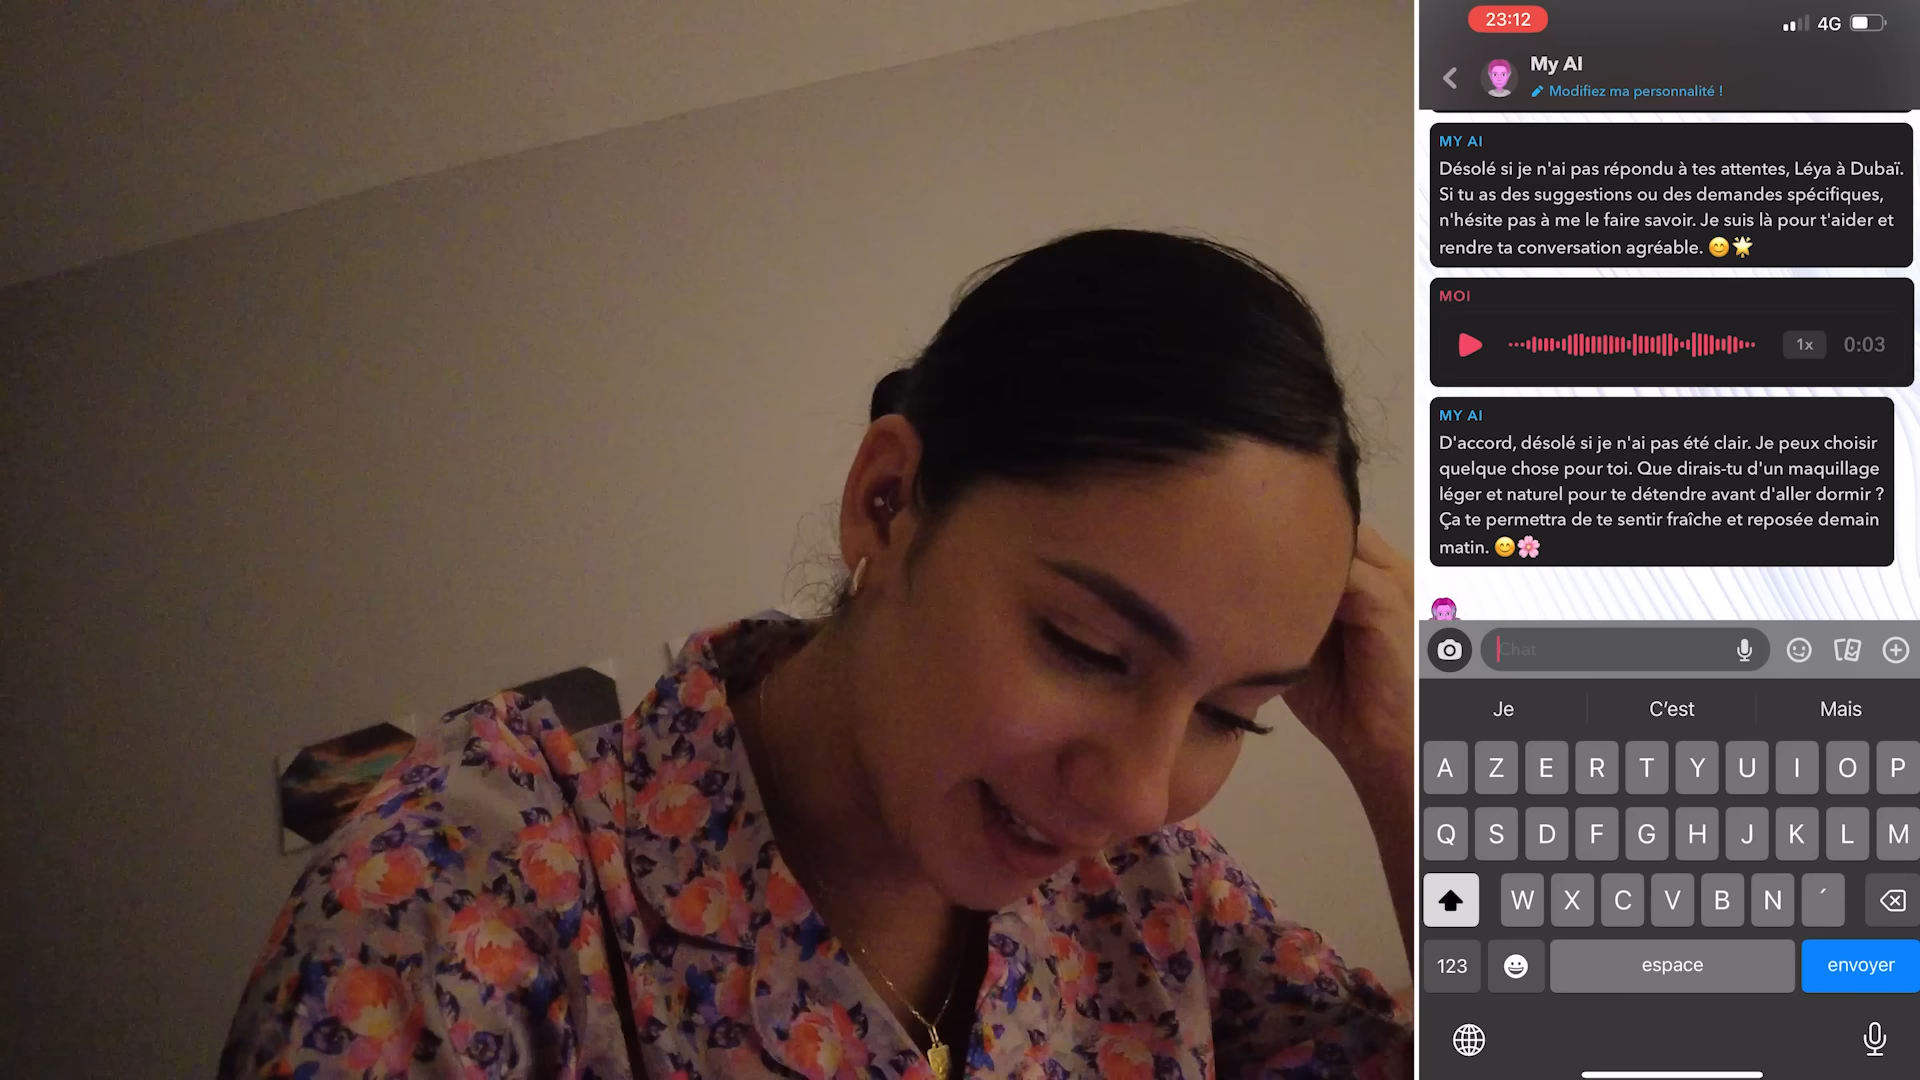 23:12
4G
My AI
Modifiez ma personnalité !
MY AI
Désolé si je n'ai pas répondu à tes attentes, Léya à Dubaï.
Si tu as des suggestions ou des demandes spécifiques,
n'hésite pas à me le faire savoir. Je suis là pour t'aider et
rendre ta conversation agréable. 😊🌟
MOI
1x 0:03
MY AI
D'accord, désolé si je n'ai pas été clair. Je peux choisir
quelque chose pour toi. Que dirais-tu d'un maquillage
léger et naturel pour te détendre avant d'aller dormir ?
Ça te permettra de te sentir fraîche et reposée demain
matin. 😊🌸
Chat
Je C'est Mais
A Z E R T Y U I O P
Q S D F G H J K L M
W X C V B N ´
123 espace envoyer